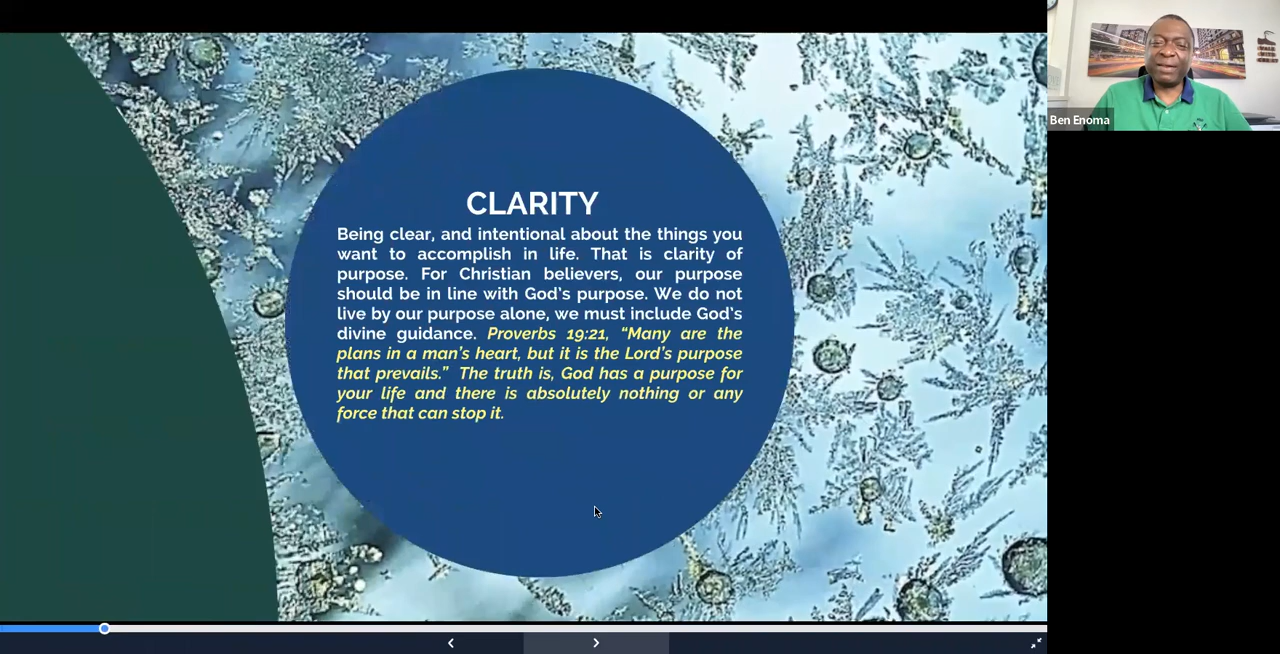 CLARITY
Being clear, and intentional about the things you
want to accomplish in life. That is clarity of
purpose. For Christian believers, our purpose
should be in line with God's purpose. We do not
live by our purpose alone, we must include God's
divine guidance. Proverbs 19:21, “Many are the
plans in a man's heart, but it is the Lord's purpose
that prevails.” The truth is, God has a purpose for
your life and there is absolutely nothing or any
force that can stop it.
Ben Enoma